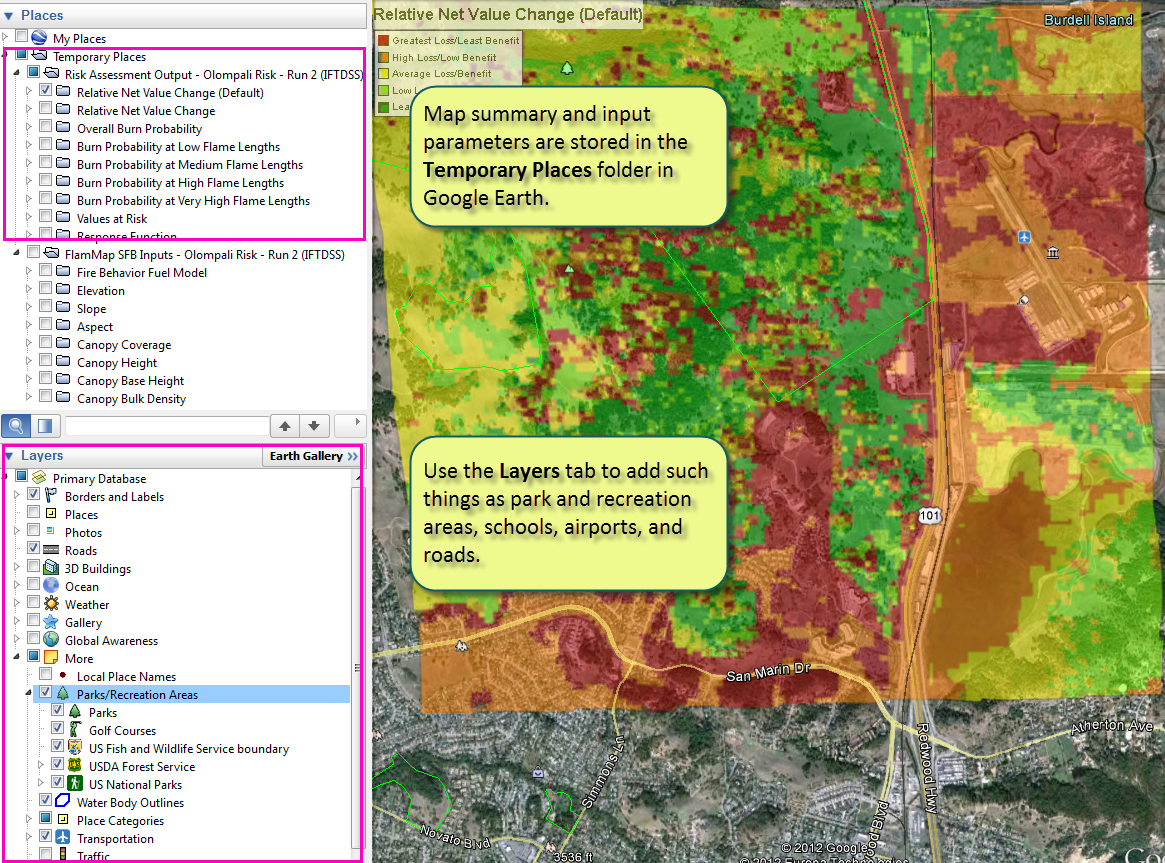 Places
My Places
Temporary Places
Risk Assessment Output - Olompali Risk - Run 2 (IFTDSS)
Relative Net Value Change (Default)
Relative Net Value Change
Overall Burn Probability
Burn Probability at Low Flame Lengths
Burn Probability at Medium Flame Lengths
Burn Probability at High Flame Lengths
Burn Probability at Very High Flame Lengths
Values at Risk
Response Function
FlamMap SFB Inputs - Olompali Risk - Run 2 (IFTDSS)
Fire Behavior Fuel Model
Elevation
Slope
Aspect
Canopy Coverage
Canopy Height
Canopy Base Height
Canopy Bulk Density
Layers
Earth Gallery »
Primary Database
Borders and Labels
Places
Photos
Roads
3D Buildings
Ocean
Weather
Gallery
Global Awareness
More
Local Place Names
Parks/Recreation Areas
Parks
Golf Courses
US Fish and Wildlife Service boundary
USDA Forest Service
US National Parks
Water Body Outlines
Place Categories
Transportation
Traffic
Relative Net Value Change (Default)
Greatest Loss/Least Benefit
High Loss/Low Benefit
Average Loss/Benefit
Low L
Lea
Map summary and input
parameters are stored in the
Temporary Places folder in
Google Earth.
Use the Layers tab to add such
things as park and recreation
areas, schools, airports, and
roads.
Burdell Island
101
San Marin Dr
Atherton Ave
Redwood Hwy
Simmons Ln
Novato Blvd
ood Blvd
3536 ft
© 2012 Google
© 2012 Europa Technologies
Go